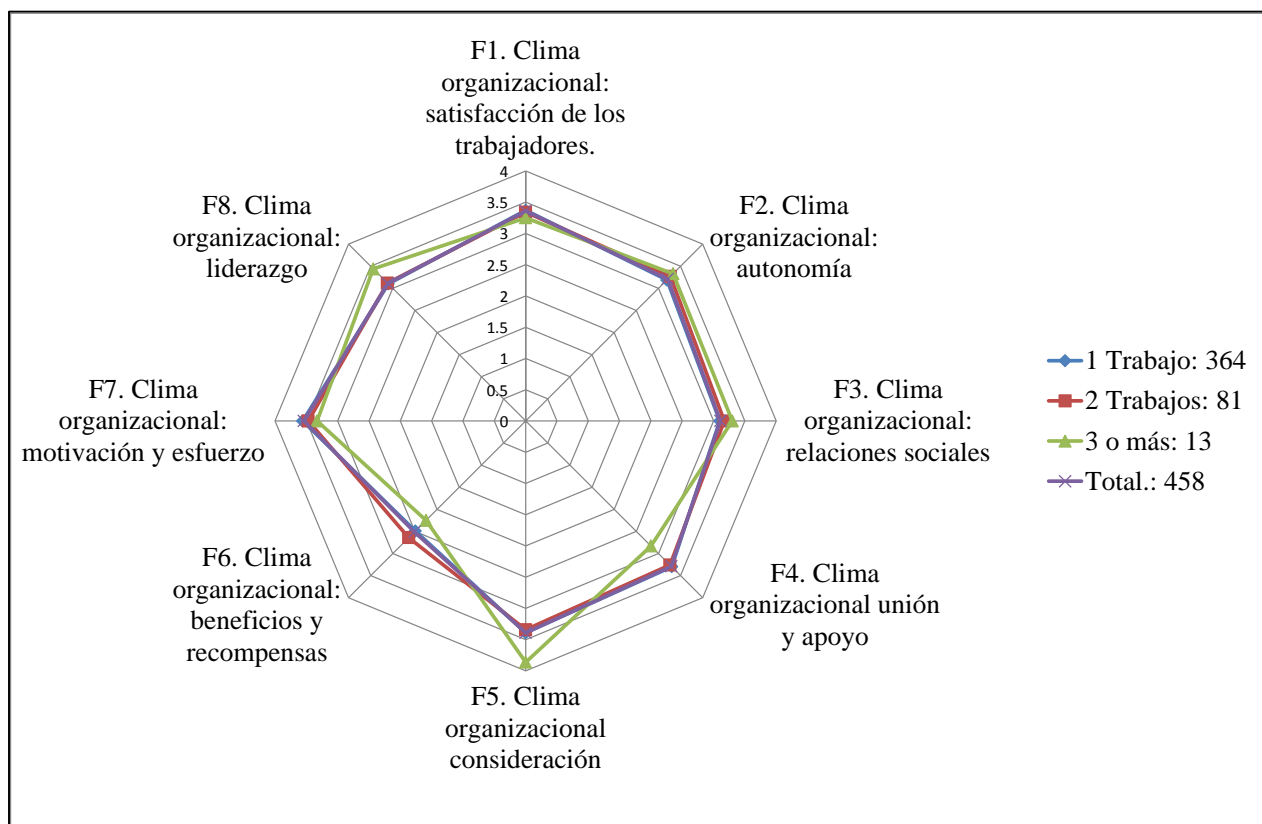 F1. Clima
organizacional:
satisfacción de los
trabajadores.
F2. Clima
organizacional:
autonomía
F3. Clima
organizacional:
relaciones sociales
F4. Clima
organizacional unión
y apoyo
F5. Clima
organizacional
consideración
F6. Clima
organizacional:
beneficios y
recompensas
F7. Clima
organizacional:
motivación y esfuerzo
F8. Clima
organizacional:
liderazgo
4
3.5
3
2.5
2
1.5
1
0.5
0
1 Trabajo: 364
2 Trabajos: 81
3 o más: 13
Total.: 458